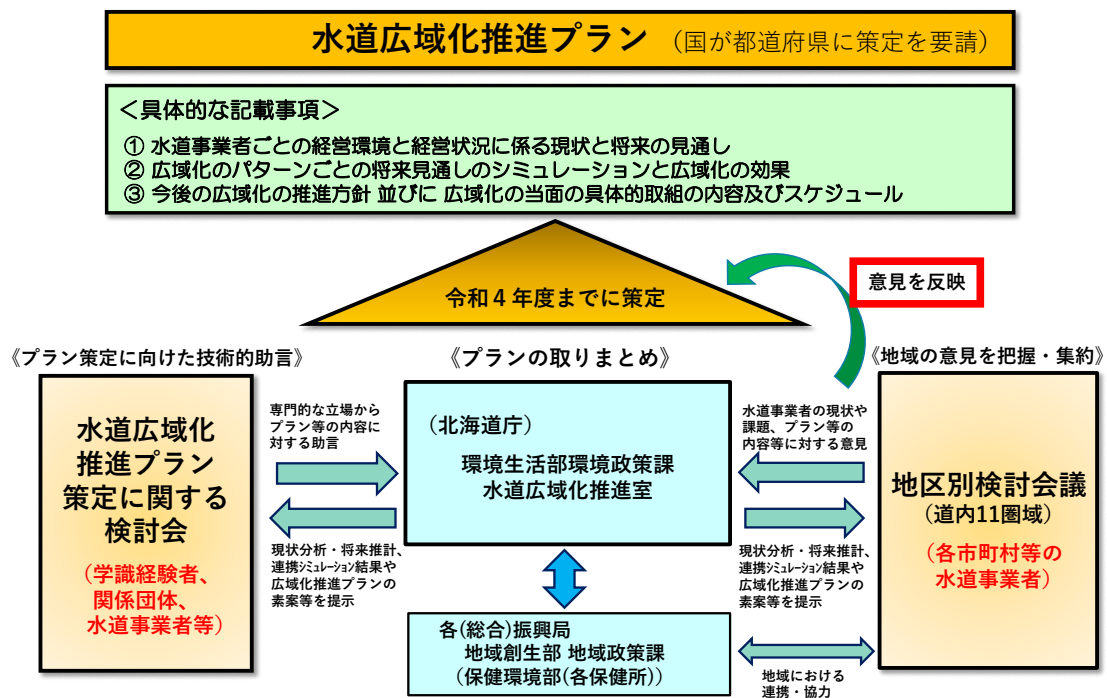 水道広域化推進プラン （国が都道府県に策定を要請）
＜具体的な記載事項＞
① 水道事業者ごとの経営環境と経営状況に係る現状と将来の見通し
② 広域化のパターンごとの将来見通しのシミュレーションと広域化の効果
③ 今後の広域化の推進方針 並びに 広域化の当面の具体的取組の内容及びスケジュール
令和４年度までに策定
意見を反映
《プラン策定に向けた技術的助言》
水道広域化
推進プラン
策定に関する
検討会
（学識経験者、
関係団体、
水道事業者等）
専門的な立場から
プラン等の内容に
対する助言
現状分析・将来推計、
連携ｼﾐｭﾚｰｼｮﾝ結果や
広域化推進プランの
素案等を提示
《プランの取りまとめ》
（北海道庁）
環境生活部環境政策課
水道広域化推進室
各(総合)振興局
地域創生部 地域政策課
（保健環境部(各保健所)）
水道事業者の現状や
課題、プラン等の
内容等に対する意見
現状分析・将来推計、
連携ｼﾐｭﾚｰｼｮﾝ結果や
広域化推進プランの
素案等を提示
地域における
連携・協力
《地域の意見を把握・集約》
地区別検討会議
（道内11圏域）
（各市町村等の
水道事業者）